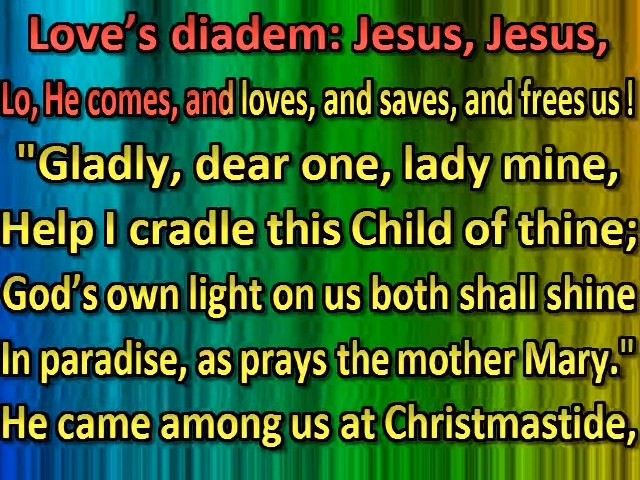 Love’s diadem: Jesus, Jesus,
Lo, He comes, and loves, and saves, and frees us !
"Gladly, dear one, lady mine,
Help I cradle this Child of thine;
God’s own light on us both shall shine
In paradise, as prays the mother Mary."
He came among us at Christmastide,